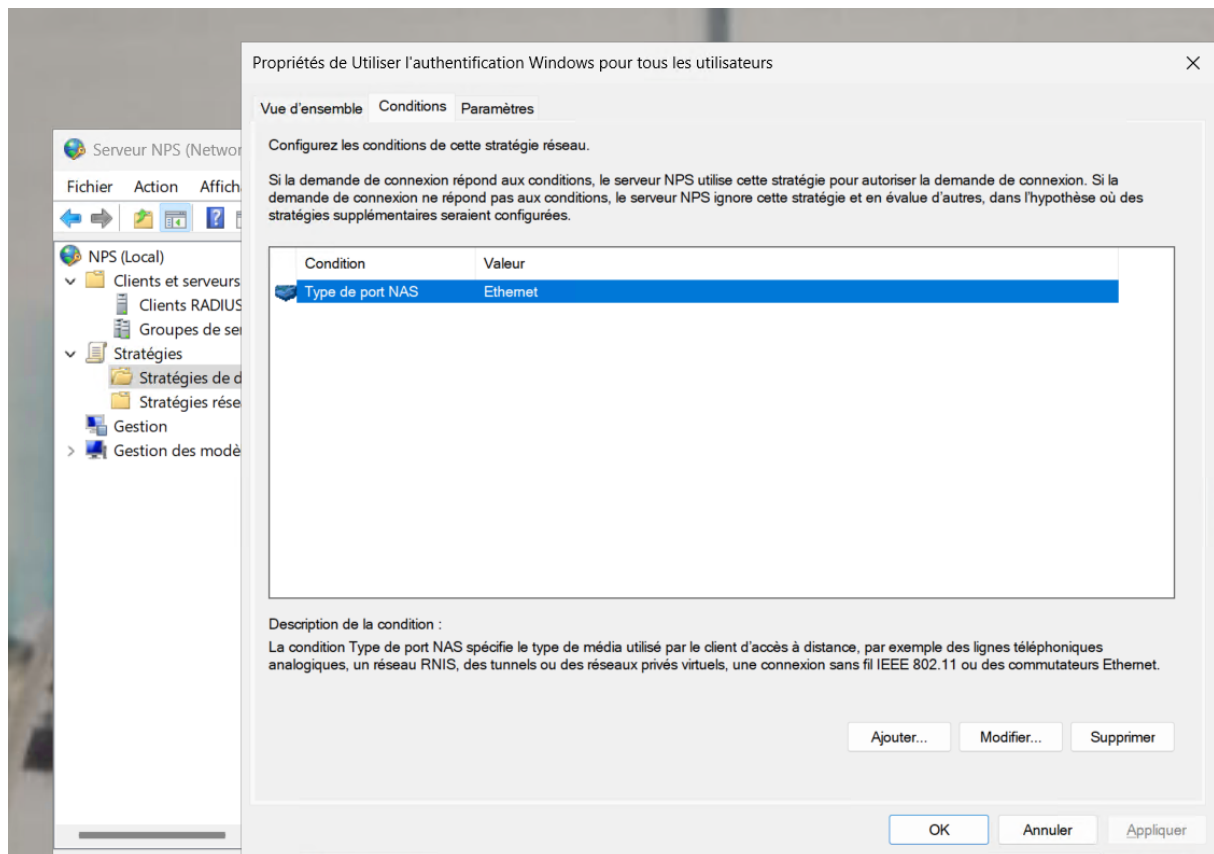 Propriétés de Utiliser l'authentification Windows pour tous les utilisateurs
Vue d'ensemble Conditions Paramètres
Serveur NPS (Networ
Fichier Action Affich
NPS (Local)
Clients et serveurs
Clients RADIUS
Groupes de ser
Stratégies
Stratégies de d
Stratégies rése
Gestion
Gestion des modè
Configurez les conditions de cette stratégie réseau.
Si la demande de connexion répond aux conditions, le serveur NPS utilise cette stratégie pour autoriser la demande de connexion. Si la
demande de connexion ne répond pas aux conditions, le serveur NPS ignore cette stratégie et en évalue d'autres, dans l'hypothèse où des
stratégies supplémentaires seraient configurées.
Condition Valeur
Type de port NAS Ethernet
Description de la condition :
La condition Type de port NAS spécifie le type de média utilisé par le client d'accès à distance, par exemple des lignes téléphoniques
analogiques, un réseau RNIS, des tunnels ou des réseaux privés virtuels, une connexion sans fil IEEE 802.11 ou des commutateurs Ethernet.
Ajouter... Modifier... Supprimer
OK Annuler Appliquer